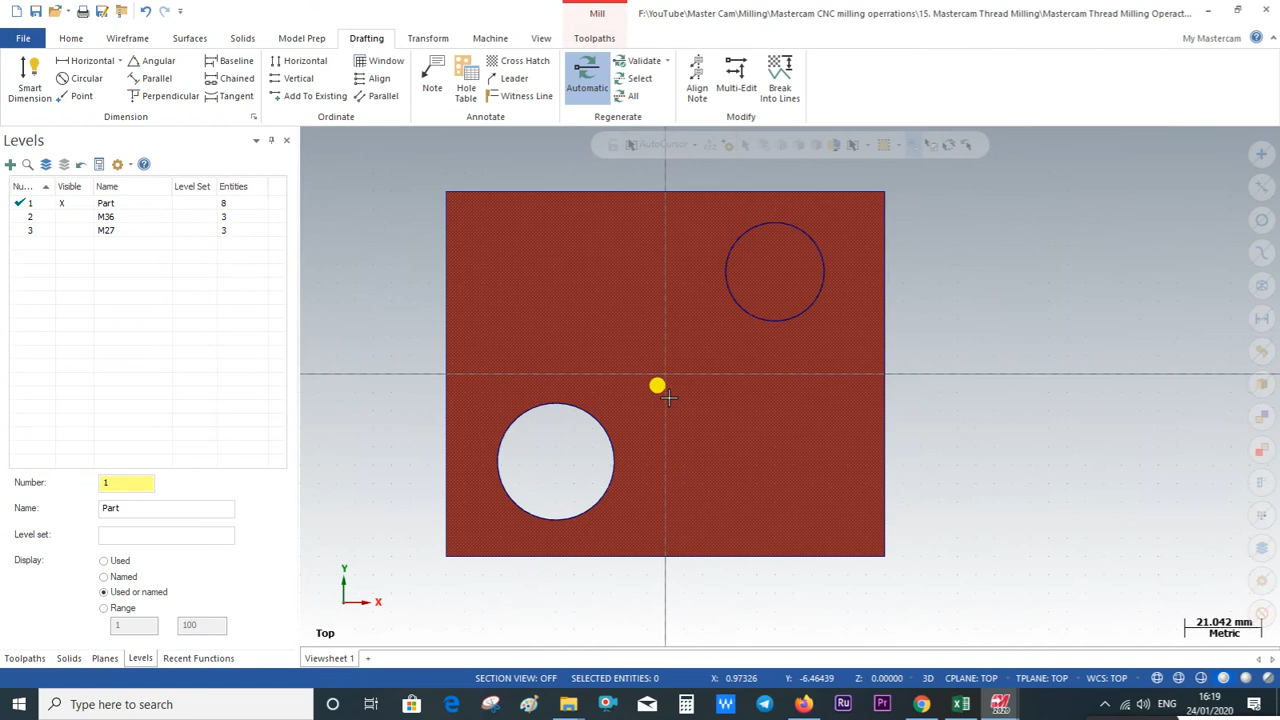 Mill
F:\YouTube\Master Cam\Milling\Mastercam CNC milling operrations\15. Mastercam Thread Milling\Mastercam Thread Milling Operact...
File Home Wireframe Surfaces Solids Model Prep Drafting Transform Machine View Toolpaths My Mastercam
Horizontal Angular Baseline Horizontal Window Cross Hatch Validate
Circular Parallel Chained Vertical Align Leader Select
Point Perpendicular Tangent Add To Existing Parallel Witness Line All
Smart Dimension
Note
Hole Table
Automatic
Align Note
Multi-Edit
Break Into Lines
Dimension Ordinate Annotate Regenerate Modify
Levels
AutoCursor
Nu... Visible Name Level Set Entities
1 X Part 8
2 M36 3
3 M27 3
Number: 1
Name: Part
Level set:
Display: Used
Named
Used or named
Range
1 100
Y
X
Top
21.042 mm
Metric
Toolpaths Solids Planes Levels Recent Functions
Viewsheet 1 +
SECTION VIEW: OFF SELECTED ENTITIES: 0 X: 0.97326 Y: -6.46439 Z: 0.00000 3D CPLANE: TOP TPLANE: TOP WCS: TOP
Type here to search
Ru
Pr
2020
ENG
16:19
24/01/2020